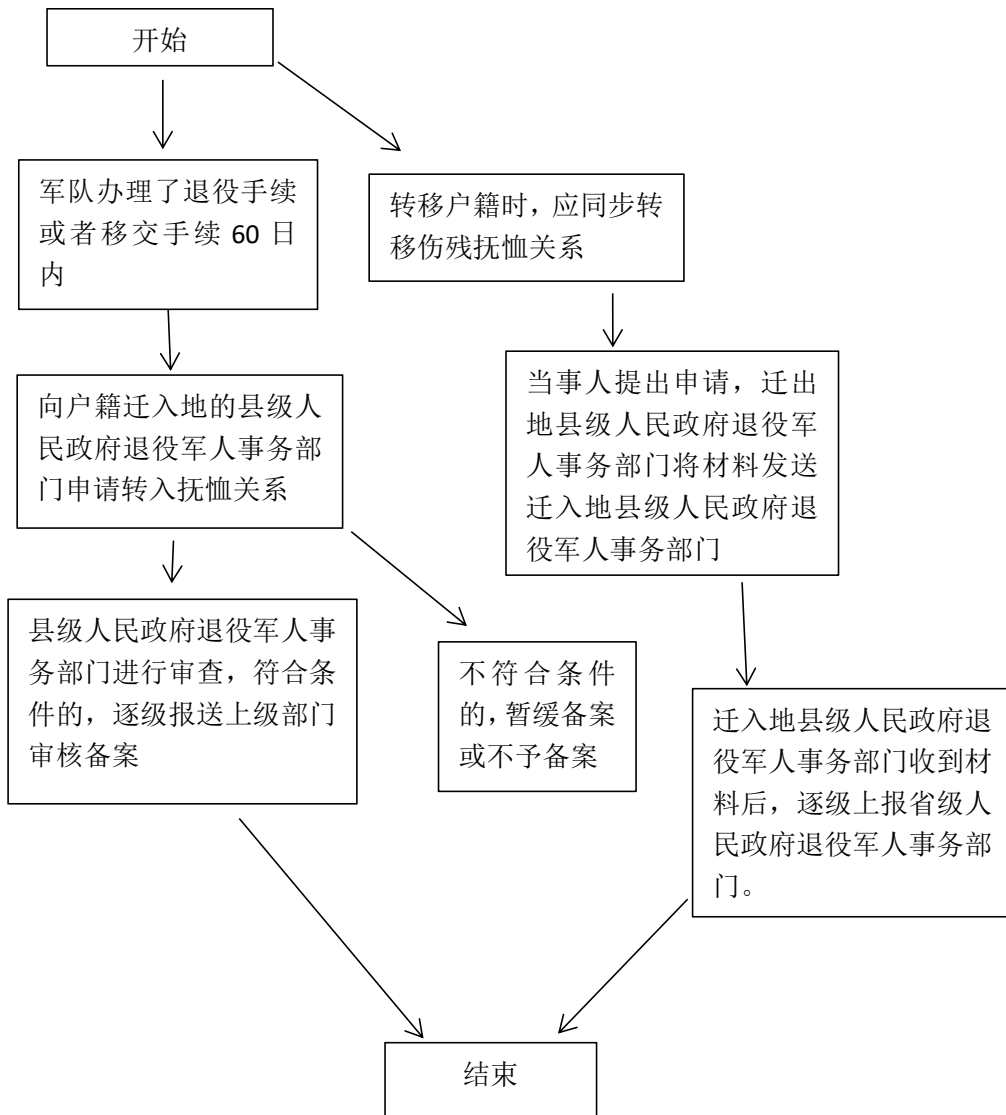 开始
军队办理了退役手续
或者移交手续 60 日
内
转移户籍时，应同步转
移伤残抚恤关系
向户籍迁入地的县级人
民政府退役军人事务部
门申请转入抚恤关系
当事人提出申请，迁出
地县级人民政府退役军
人事务部门将材料发送
迁入地县级人民政府退
役军人事务部门
县级人民政府退役军人事
务部门进行审查，符合条
件的，逐级报送上级部门
审核备案
不符合条件
的，暂缓备案
或不予备案
迁入地县级人民政府退
役军人事务部门收到材
料后，逐级上报省级人
民政府退役军人事务部
门。
结束